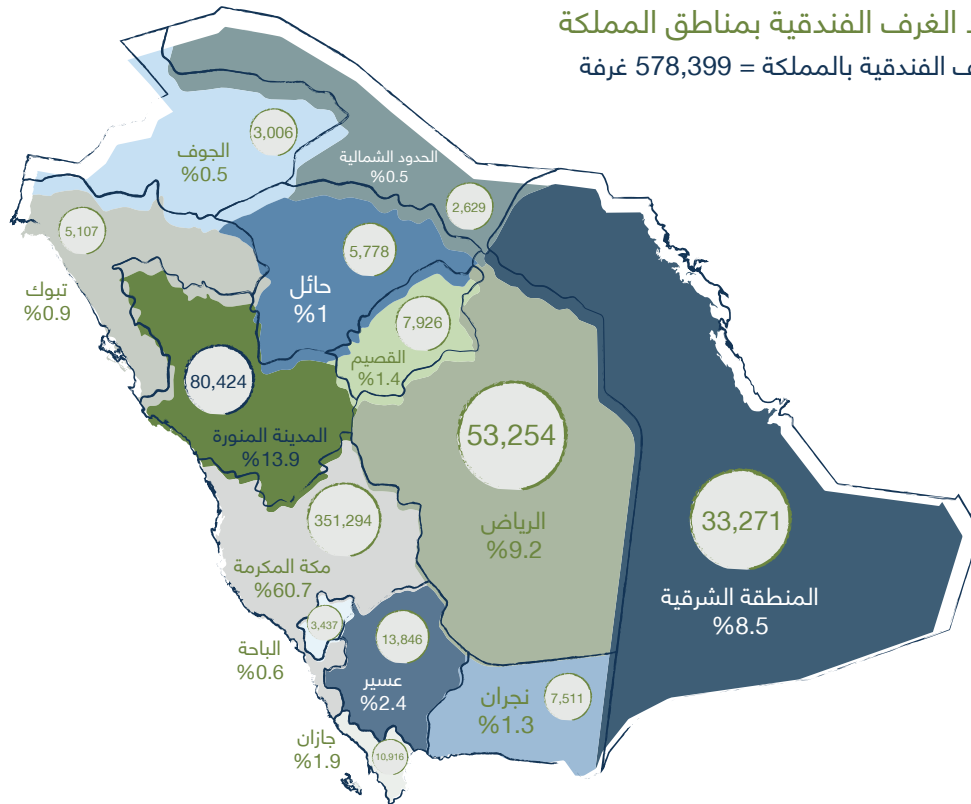 الغرف الفندقية بمناطق المملكة
الفندقية بالمملكة = 578,399 غرفة
3,006
الجوف
%0.5
الحدود الشمالية
%0.5
2,629
5,107
تبوك
%0.9
5,778
حائل
%1
7,926
القصيم
%1.4
80,424
المدينة المنورة
%13.9
53,254
الرياض
%9.2
33,271
المنطقة الشرقية
%8.5
351,294
مكة المكرمة
%60.7
3,437
الباحة
%0.6
13,846
عسير
%2.4
7,511
نجران
%1.3
جازان
%1.9
10,916